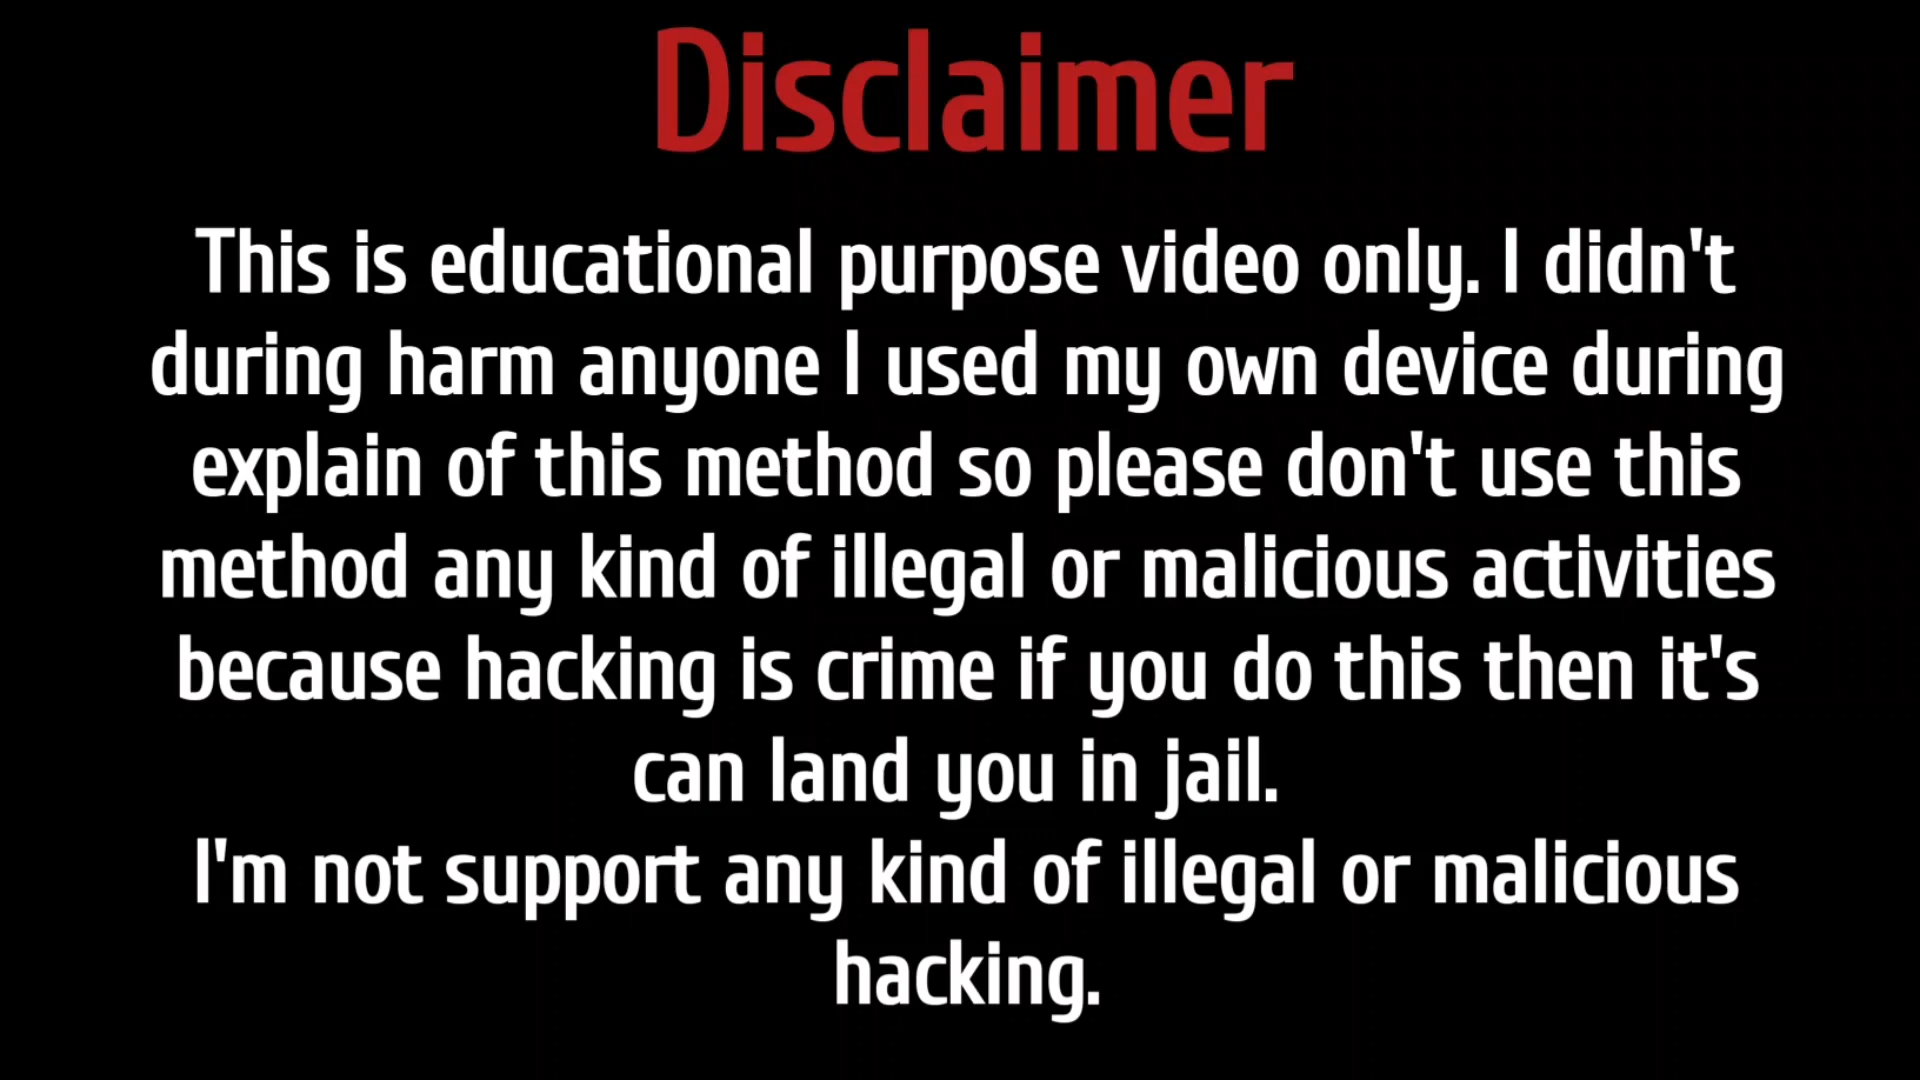 Disclaimer
This is educational purpose video only. I didn't
during harm anyone I used my own device during
explain of this method so please don't use this
method any kind of illegal or malicious activities
because hacking is crime if you do this then it's
can land you in jail.
I'm not support any kind of illegal or malicious
hacking.